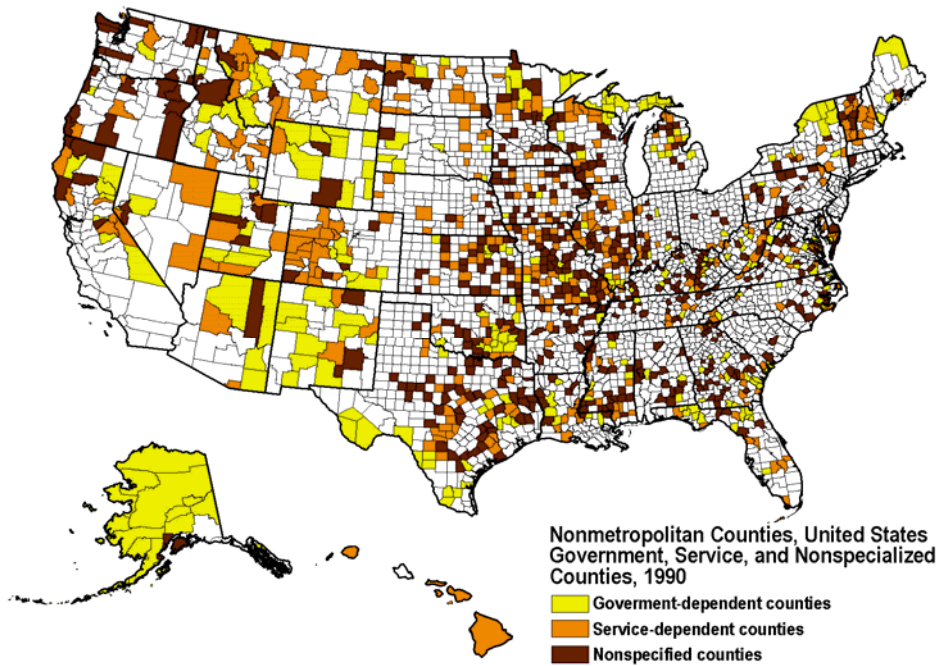 Nonmetropolitan Counties, United States
Government, Service, and Nonspecialized
Counties, 1990
Goverment-dependent counties
Service-dependent counties
Nonspecified counties